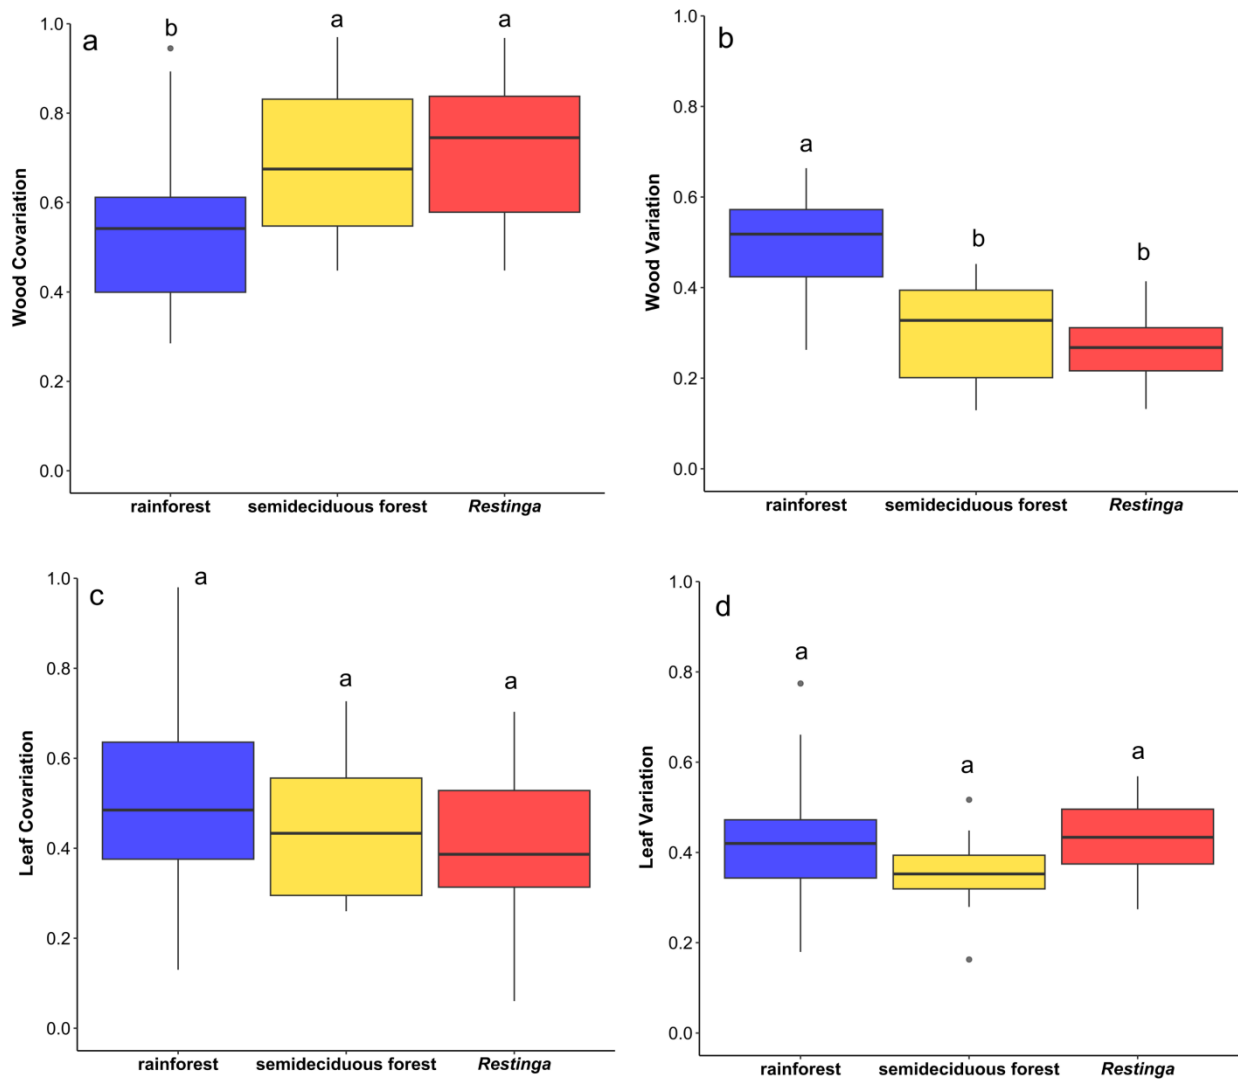 a
b
a
a
Wood Covariation
1.0
0.8
0.6
0.4
0.2
0.0
rainforest
semideciduous forest
Restinga
b
a
b
b
Wood Variation
1.0
0.8
0.6
0.4
0.2
0.0
rainforest
semideciduous forest
Restinga
c
a
a
a
Leaf Covariation
1.0
0.8
0.6
0.4
0.2
0.0
rainforest
semideciduous forest
Restinga
d
a
a
a
Leaf Variation
1.0
0.8
0.6
0.4
0.2
0.0
rainforest
semideciduous forest
Restinga